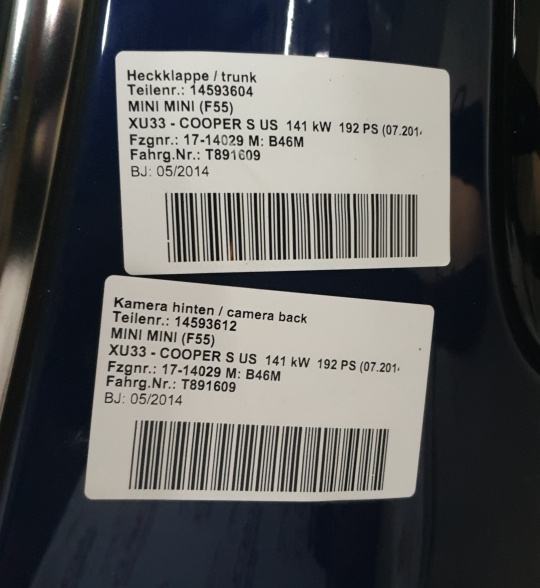 Heckklappe / trunk
Teilenr.: 14593604
MINI MINI (F55)
XU33 - COOPER S US 141 kW 192 PS (07.201
Fzgnr.: 17-14029 M: B46M
Fahrg.Nr.: T891609
BJ: 05/2014
Kamera hinten / camera back
Teilenr.: 14593612
MINI MINI (F55)
XU33 - COOPER S US 141 kW 192 PS (07.201
Fzgnr.: 17-14029 M: B46M
Fahrg.Nr.: T891609
BJ: 05/2014